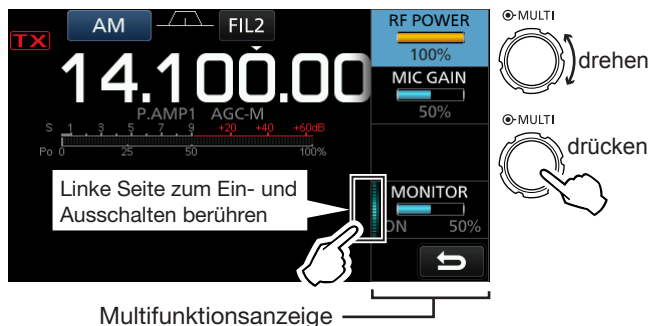 AM
FIL2
TX
14.100.00
P.AMP1 AGC-M
S 1 3 5 7 9 +20 +40 +60dB
Po 0 25 50 100%
RF POWER
100%
MIC GAIN
50%
MONITOR
ON 50%
Linke Seite zum Ein- und
Ausschalten berühren
Multifunktionsanzeige
MULTI
drehen
MULTI
drücken